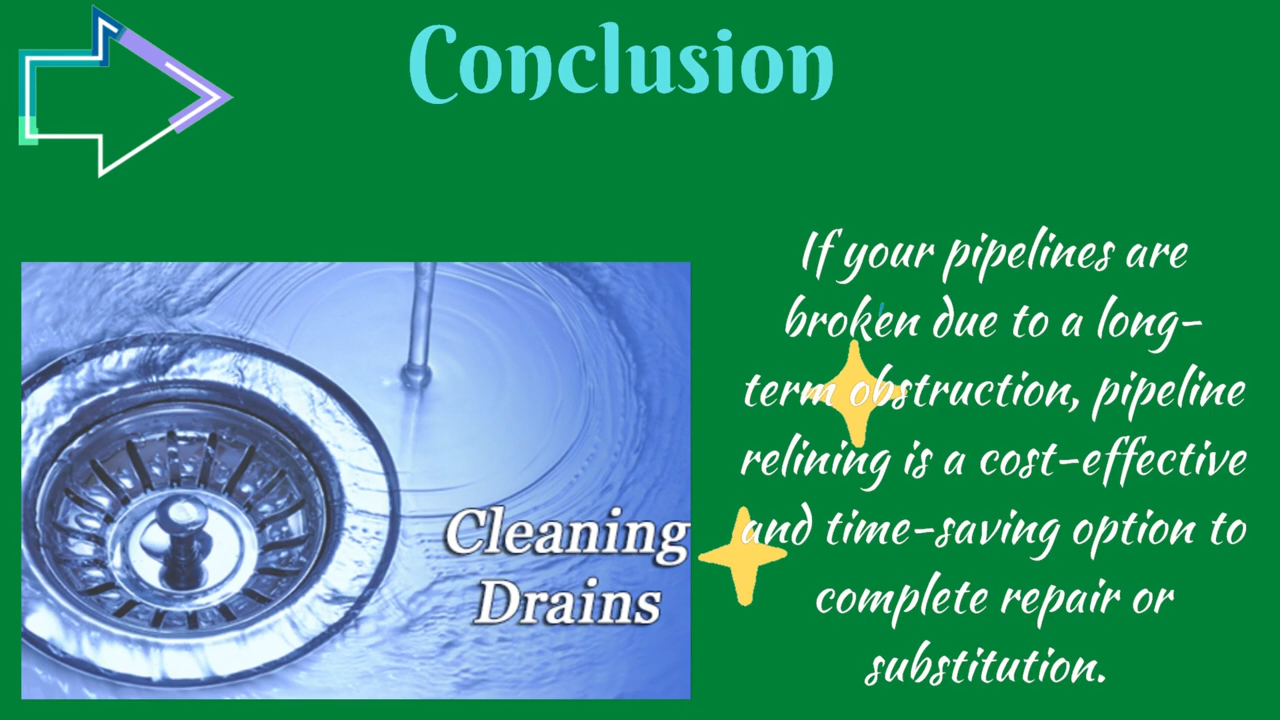 Conclusion
If your pipelines are
broken due to a long-
term obstruction, pipeline
relining is a cost-effective
and time-saving option to
complete repair or
substitution.
Cleaning
Drains